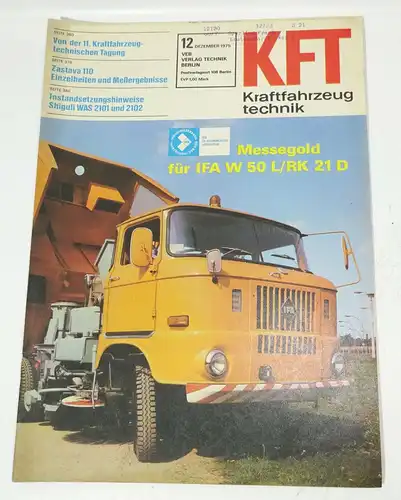 Von der 11. Kraftfahrzeug-
technischen Tagung
Zastava 110
Einzelheiten und Meßergebnisse
Instandsetzungshinweise
Shiguli WAS 2101 und 2102
12 DEZEMBER 1975
VEB
VERLAG TECHNIK
BERLIN
KFT
Kraftfahrzeug
technik
Messegold
für IFA W 50 L/RK 21 D
IFA